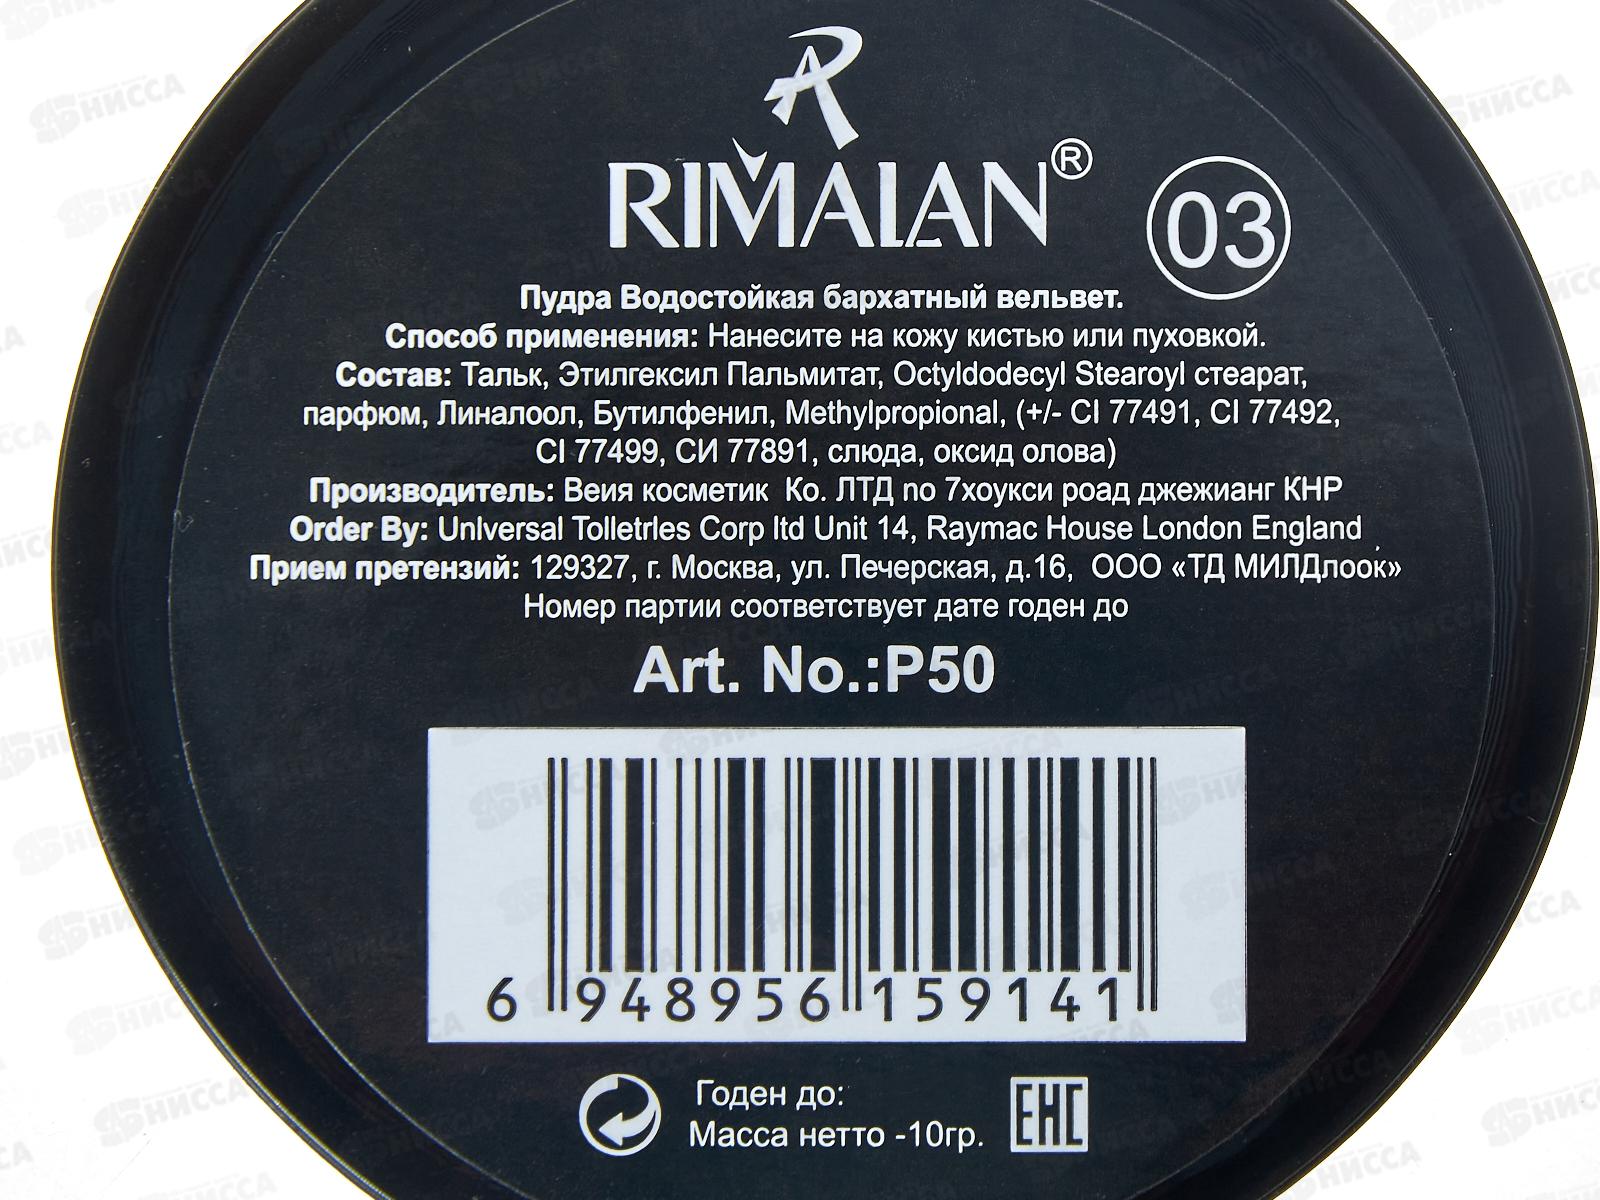 RIMALAN®
03
Пудра Водостойкая бархатный вельвет.
Способ применения: Нанесите на кожу кистью или пуховкой.
Состав: Тальк, Этилгексил Пальмитат, Octyldodecyl Stearoyl стеарат,
парфюм, Линалоол, Бутилфенил, Methylpropional, (+/- CI 77491, CI 77492,
CI 77499, СИ 77891, слюда, оксид олова)
Производитель: Веия косметик Ко. ЛТД no 7хоукси роад джежианг КНР
Order By: Unlversal Tolletrles Corp ltd Unit 14, Raymac House London England
Прием претензий: 129327, г. Москва, ул. Печерская, д.16, ООО «ТД МИЛДлоок»
Номер партии соответствует дате годен до
Art. No.:P50
6 948956 159141
Годен до:
Масса нетто -10гр.
ЕАС
НИССА